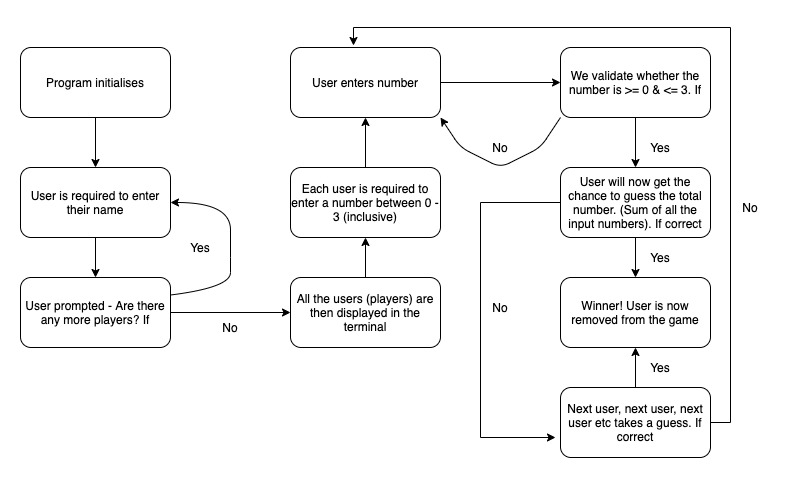 Program initialises
User is required to enter
their name
Yes
User prompted - Are there
any more players? If
No
User enters number
Each user is required to
enter a number between 0 -
3 (inclusive)
All the users (players) are
then displayed in the
terminal
We validate whether the
number is >= 0 & <= 3. If
No
Yes
User will now get the
chance to guess the total
number. (Sum of all the
input numbers). If correct
No
Yes
No
Winner! User is now
removed from the game
Yes
Next user, next user, next
user etc takes a guess. If
correct